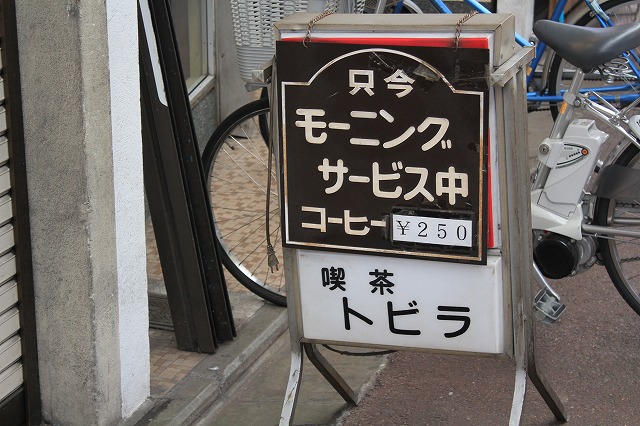 只今
モーニング
サービス中
コーヒー ￥250
喫茶
トビラ